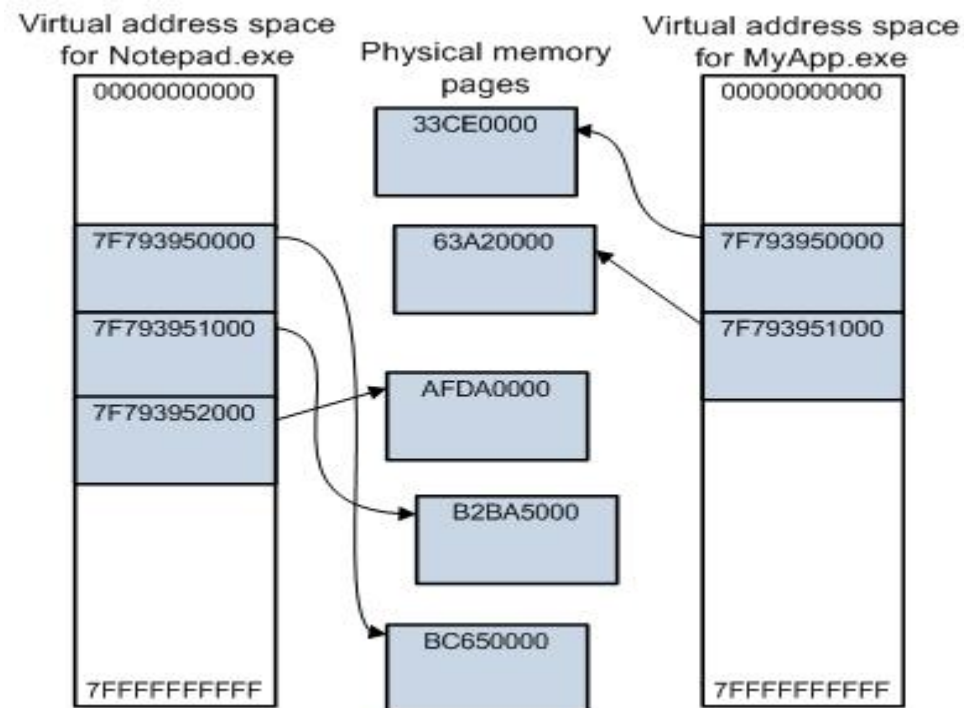 Virtual address space
for Notepad.exe
00000000000
7F793950000
7F793951000
7F793952000
7FFFFFFFFFF
Physical memory
pages
33CE0000
63A20000
AFDA0000
B2BA5000
BC650000
Virtual address space
for MyApp.exe
00000000000
7F793950000
7F793951000
7FFFFFFFFFF